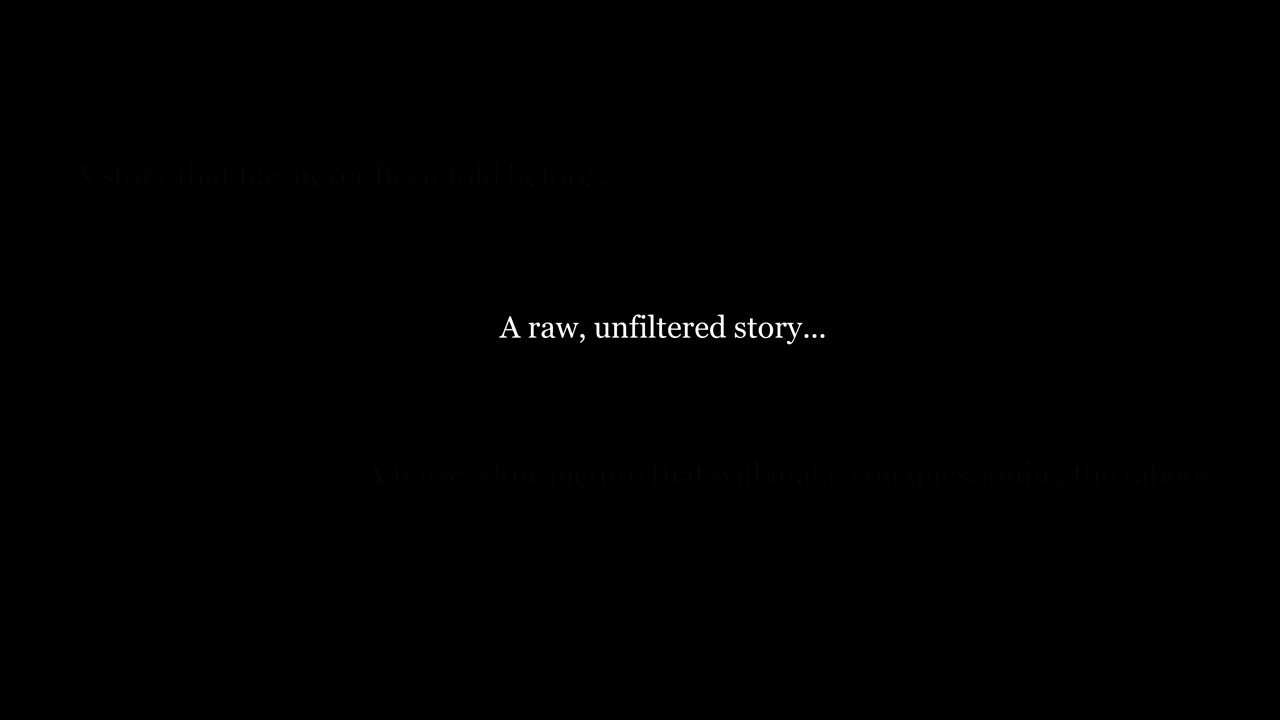 A story that has never been told before...
A raw, unfiltered story...
A tense, slow picture that will make you questioning the taboos